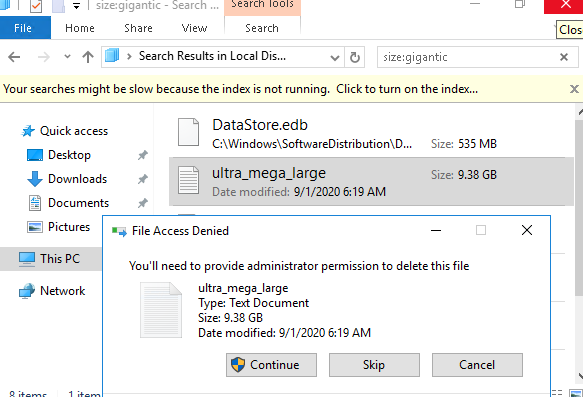 size:gigantic - Search ...
Search Tools
File
Home
Share
View
Search
Close
Search Results in Local Dis...
size:gigantic
Your searches might be slow because the index is not running.  Click to turn on the index...
Quick access
Desktop
Downloads
Documents
Pictures
This PC
Network
DataStore.edb
C:\Windows\SoftwareDistribution\D...
Size: 535 MB
ultra_mega_large
Size: 9.38 GB
Date modified: 9/1/2020 6:19 AM
File Access Denied
You'll need to provide administrator permission to delete this file
ultra_mega_large
Type: Text Document
Size: 9.38 GB
Date modified: 9/1/2020 6:19 AM
Continue
Skip
Cancel
8 items
1 item